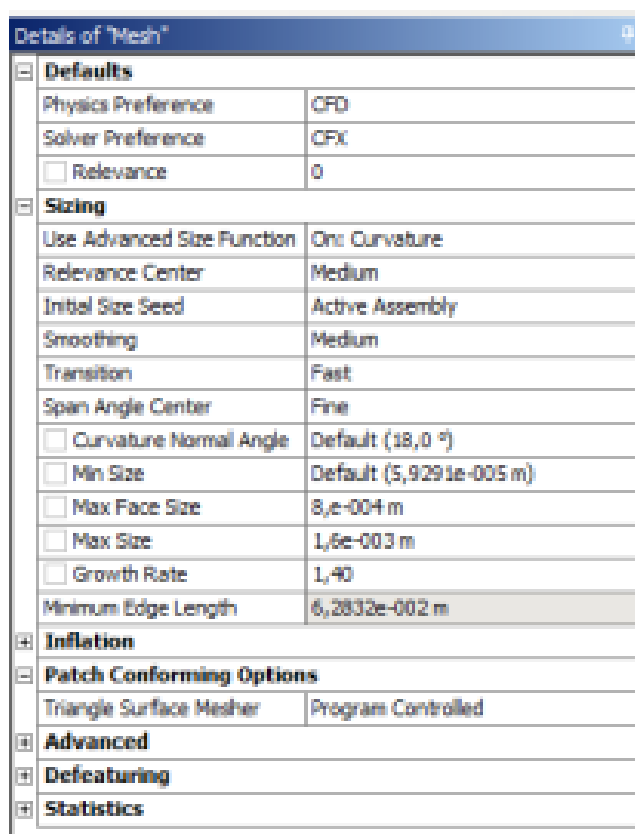 Details of "Mesh"
Defaults
Physics Preference CFD
Solver Preference CFX
Relevance 0
Sizing
Use Advanced Size Function On: Curvature
Relevance Center Medium
Initial Size Seed Active Assembly
Smoothing Medium
Transition Fast
Span Angle Center Fine
Curvature Normal Angle Default (18,0 °)
Min Size Default (5,9291e-005 m)
Max Face Size 8,e-004 m
Max Size 1,6e-003 m
Growth Rate 1,40
Minimum Edge Length 6,2832e-002 m
Inflation
Patch Conforming Options
Triangle Surface Mesher Program Controlled
Advanced
Defeaturing
Statistics